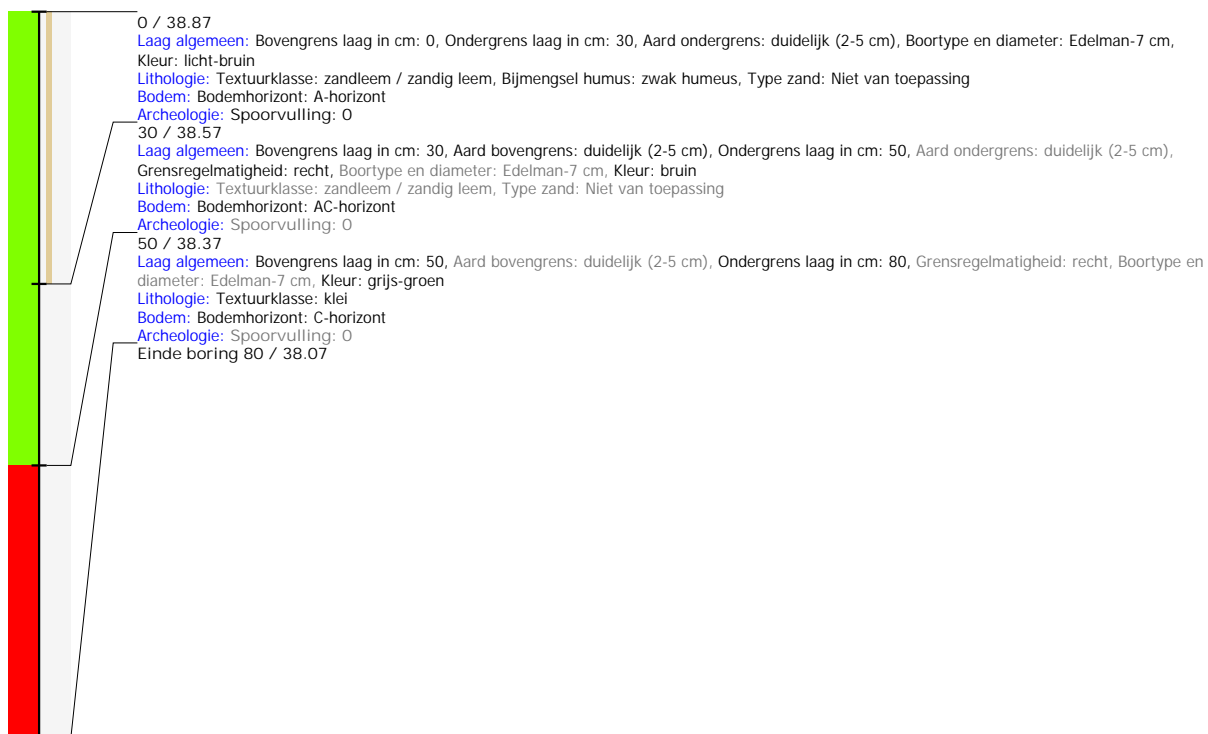 0 / 38.87
Laag algemeen: Bovengrens laag in cm: 0, Ondergrens laag in cm: 30, Aard ondergrens: duidelijk (2-5 cm), Boortype en diameter: Edelman-7 cm,
Kleur: licht-bruin
Lithologie: Textuurklasse: zandleem / zandig leem, Bijmengsel humus: zwak humeus, Type zand: Niet van toepassing
Bodem: Bodemhorizont: A-horizont
Archeologie: Spoorvulling: 0
30 / 38.57
Laag algemeen: Bovengrens laag in cm: 30, Aard bovengrens: duidelijk (2-5 cm), Ondergrens laag in cm: 50, Aard ondergrens: duidelijk (2-5 cm),
Grensregelmatigheid: recht, Boortype en diameter: Edelman-7 cm, Kleur: bruin
Lithologie: Textuurklasse: zandleem / zandig leem, Type zand: Niet van toepassing
Bodem: Bodemhorizont: AC-horizont
Archeologie: Spoorvulling: 0
50 / 38.37
Laag algemeen: Bovengrens laag in cm: 50, Aard bovengrens: duidelijk (2-5 cm), Ondergrens laag in cm: 80, Grensregelmatigheid: recht, Boortype en
diameter: Edelman-7 cm, Kleur: grijs-groen
Lithologie: Textuurklasse: klei
Bodem: Bodemhorizont: C-horizont
Archeologie: Spoorvulling: 0
Einde boring 80 / 38.07